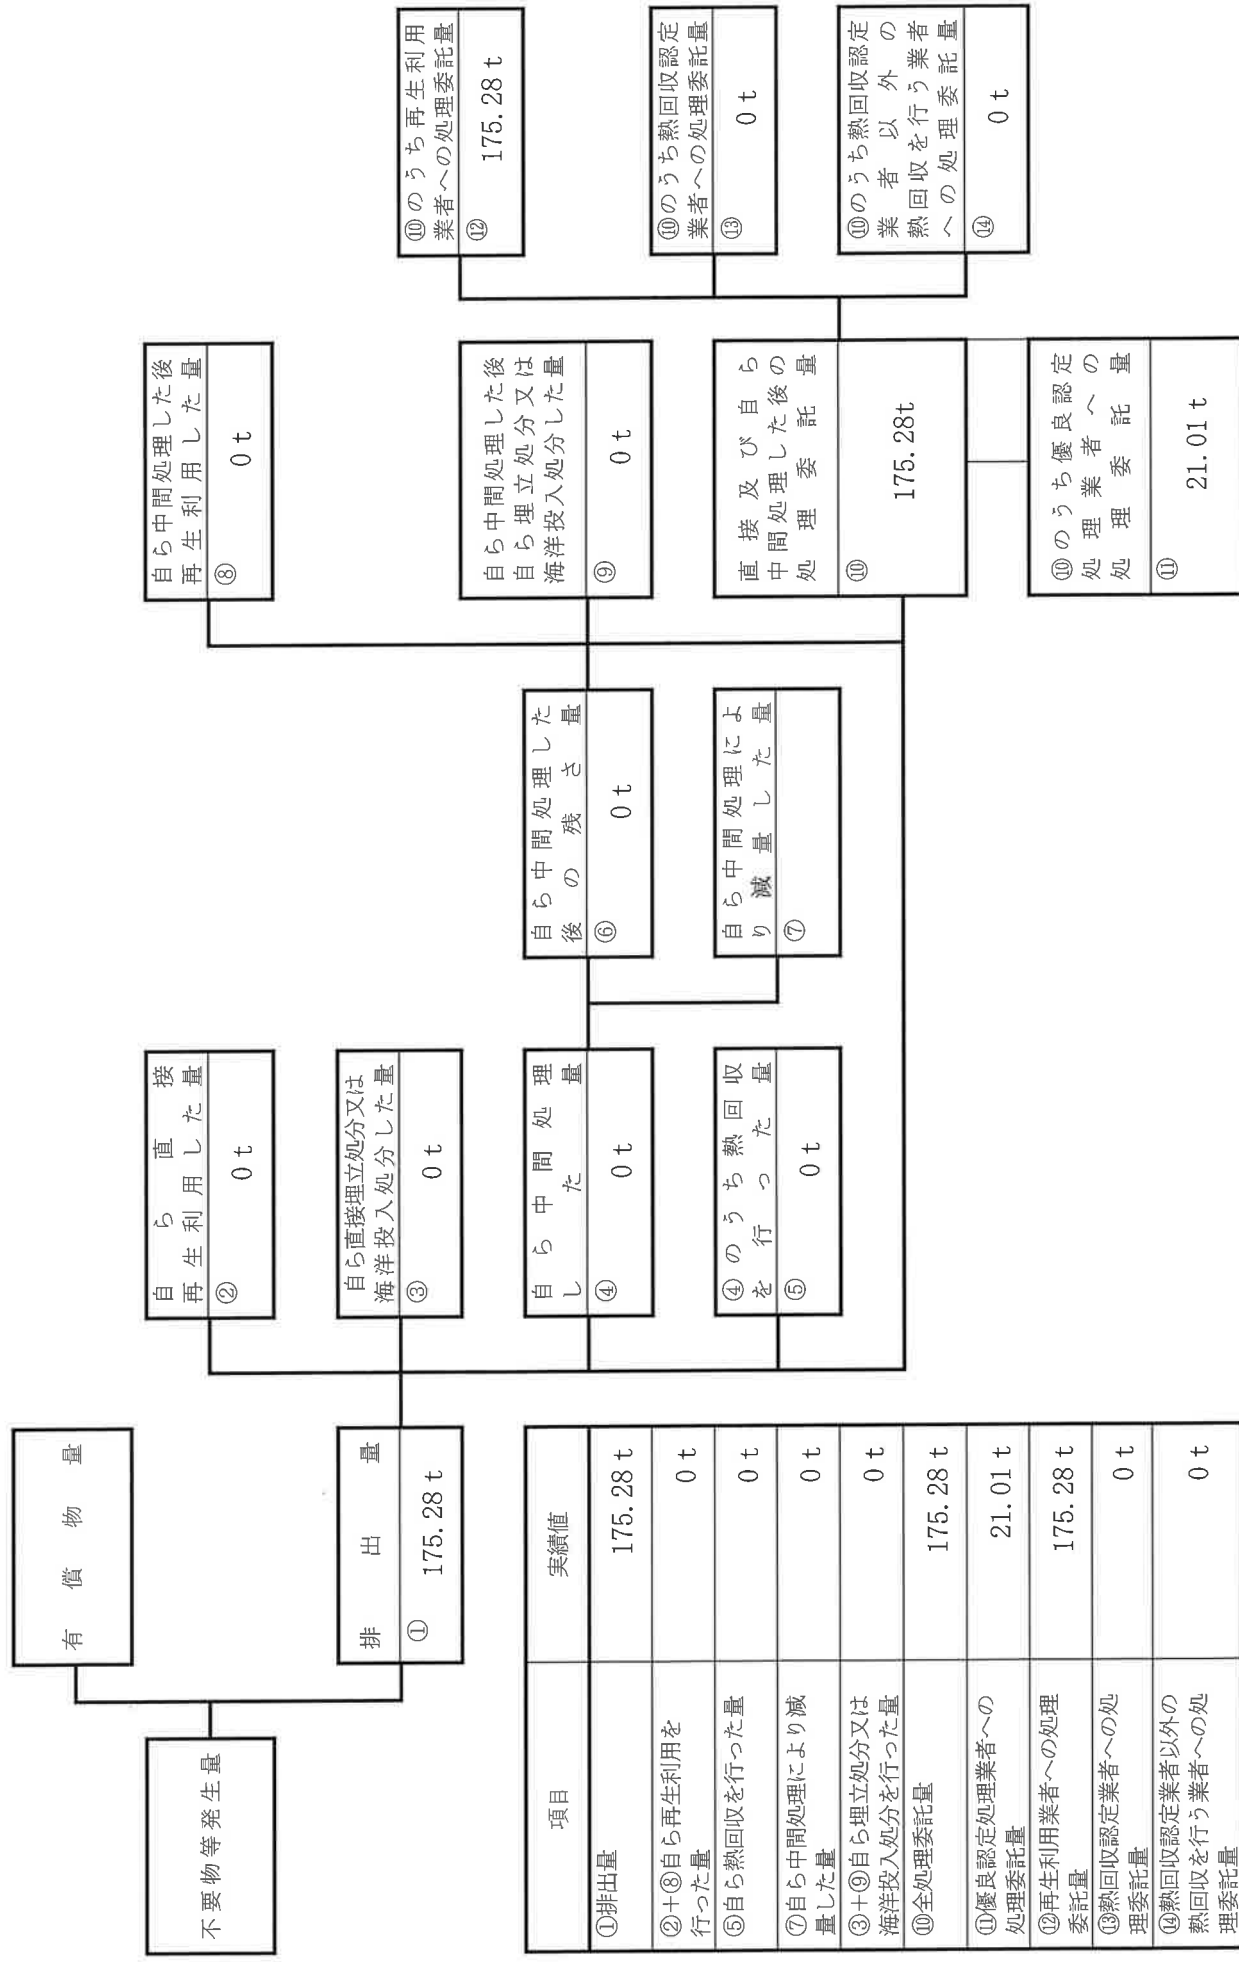 不要物等発生量
有償物量
排出量
① 175.28 t
自ら直接
再生利用した量
② 0 t
自ら直接埋立処分又は
海洋投入処分した量
③ 0 t
自ら中間処理
した量
④ 0 t
④のうち熱回収
を行った量
⑤ 0 t
自ら中間処理した
後の残さ量
⑥ 0 t
自ら中間処理によ
り減量した量
⑦
自ら中間処理した後
再生利用した量
⑧ 0 t
自ら中間処理した後
自ら埋立処分又は
海洋投入処分した量
⑨ 0 t
直接及び自ら
中間処理した後の
処理委託量
⑩ 175.28t
⑩のうち優良認定
処理業者への
処理委託量
⑪ 21.01 t
⑩のうち再生利用
業者への処理委託量
⑫ 175.28 t
⑩のうち熱回収認定
業者への処理委託量
⑬ 0 t
⑩のうち熱回収認定
業者以外の
熱回収を行う業者
への処理委託量
⑭ 0 t
項目 実績値
①排出量 175.28 t
②+⑧自ら再生利用を
行った量 0 t
⑤自ら熱回収を行った量 0 t
⑦自ら中間処理により減
量した量 0 t
③+⑨自ら埋立処分又は
海洋投入処分を行った量 0 t
⑩全処理委託量 175.28 t
⑪優良認定処理業者への
処理委託量 21.01 t
⑫再生利用業者への処理
委託量 175.28 t
⑬熱回収認定業者への処
理委託量 0 t
⑭熱回収認定業者以外の
熱回収を行う業者への処
理委託量 0 t